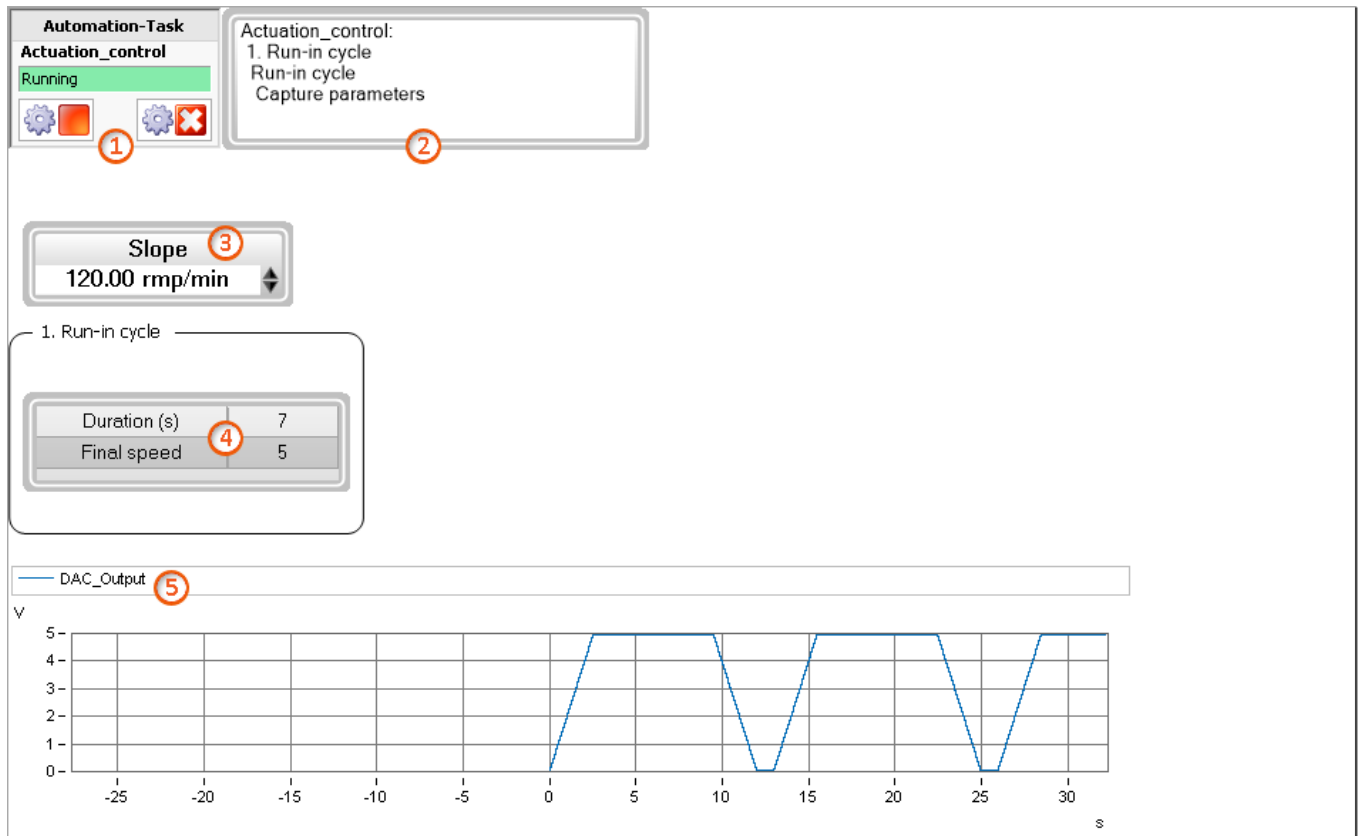 Automation-Task
Actuation_control
Running
1
Actuation_control:
1. Run-in cycle
Run-in cycle
Capture parameters
2
Slope
3
120.00 rmp/min
1. Run-in cycle
Duration (s) 7
4
Final speed 5
DAC_Output
5
V
5
4
3
2
1
0
-25 -20 -15 -10 -5 0 5 10 15 20 25 30
s